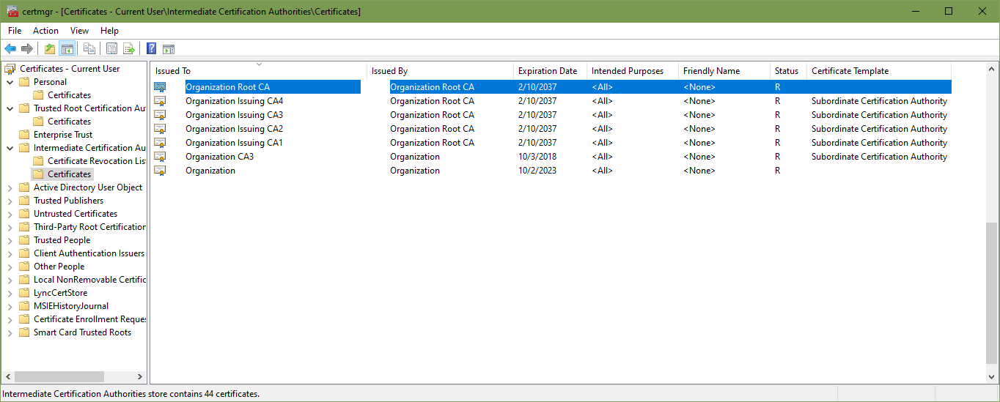 certmgr - [Certificates - Current User\Intermediate Certification Authorities\Certificates]
File Action View Help
Certificates - Current User
Personal
Certificates
Trusted Root Certification Au
Certificates
Enterprise Trust
Intermediate Certification Au
Certificate Revocation Lis
Certificates
Active Directory User Object
Trusted Publishers
Untrusted Certificates
Third-Party Root Certification
Trusted People
Client Authentication Issuers
Other People
Local NonRemovable Certific
LyncCertStore
MSIEHistoryJournal
Certificate Enrollment Reques
Smart Card Trusted Roots
Issued To Issued By Expiration Date Intended Purposes Friendly Name Status Certificate Template
Organization Root CA Organization Root CA 2/10/2037 <All> <None> R
Organization Issuing CA4 Organization Root CA 2/10/2037 <All> <None> R Subordinate Certification Authority
Organization Issuing CA3 Organization Root CA 2/10/2037 <All> <None> R Subordinate Certification Authority
Organization Issuing CA2 Organization Root CA 2/10/2037 <All> <None> R Subordinate Certification Authority
Organization Issuing CA1 Organization Root CA 2/10/2037 <All> <None> R Subordinate Certification Authority
Organization CA3 Organization 10/3/2018 <All> <None> R Subordinate Certification Authority
Organization Organization 10/2/2023 <All> <None> R
Intermediate Certification Authorities store contains 44 certificates.